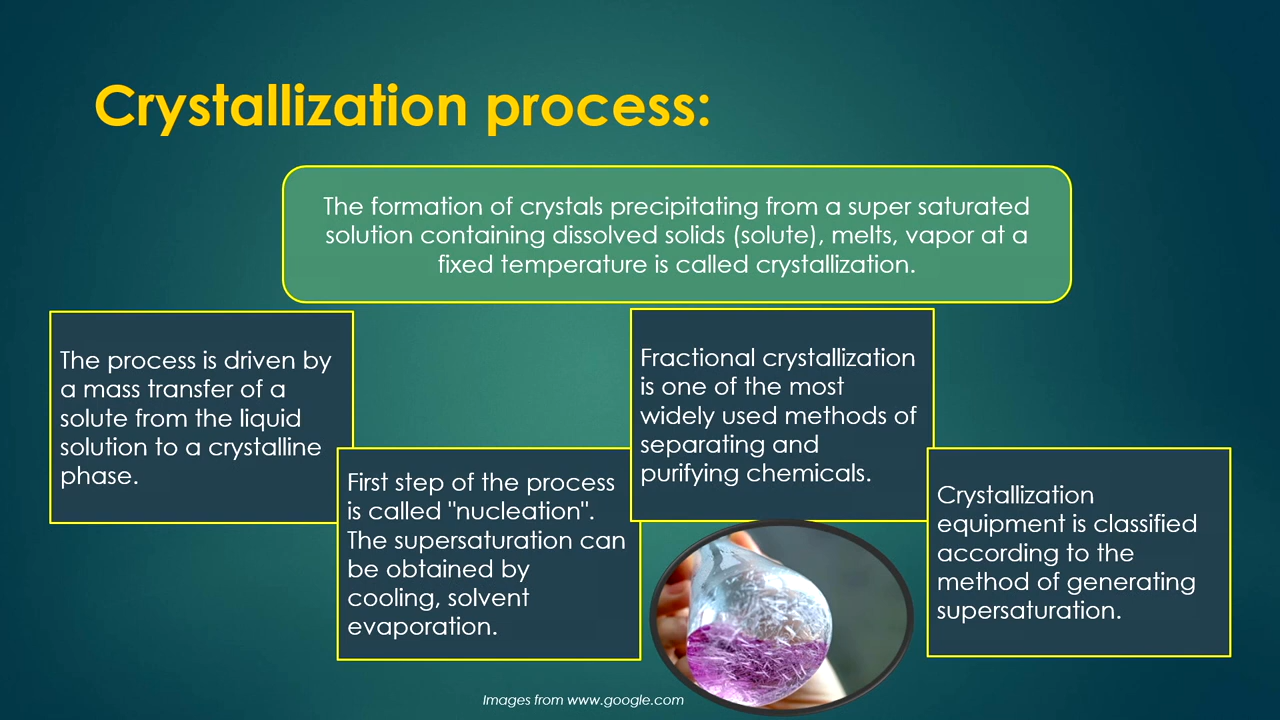 Crystallization process:
The formation of crystals precipitating from a super saturated
solution containing dissolved solids (solute), melts, vapor at a
fixed temperature is called crystallization.
The process is driven by
a mass transfer of a
solute from the liquid
solution to a crystalline
phase.
First step of the process
is called "nucleation".
The supersaturation can
be obtained by
cooling, solvent
evaporation.
Fractional crystallization
is one of the most
widely used methods of
separating and
purifying chemicals.
Crystallization
equipment is classified
according to the
method of generating
supersaturation.
Images from www.google.com